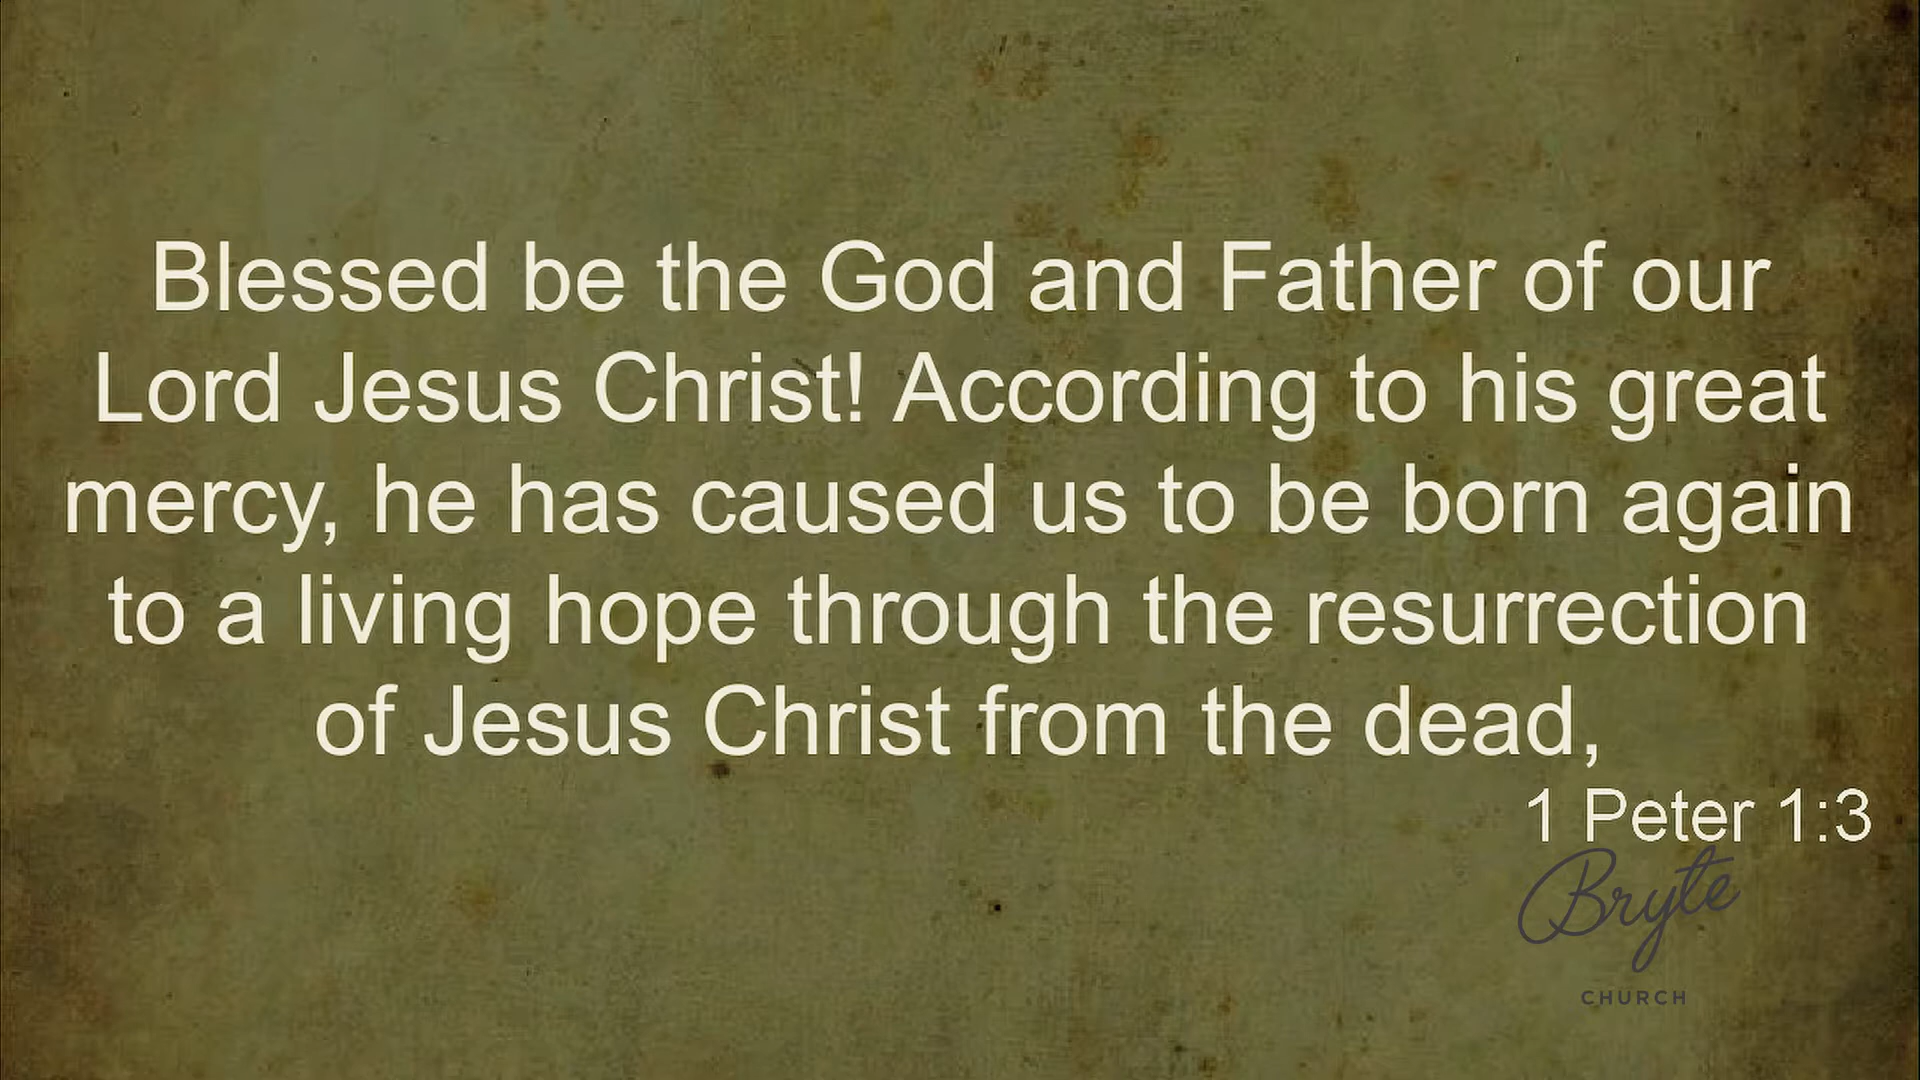 Blessed be the God and Father of our
Lord Jesus Christ! According to his great
mercy, he has caused us to be born again
to a living hope through the resurrection
of Jesus Christ from the dead,
1 Peter 1:3
Bryte
CHURCH